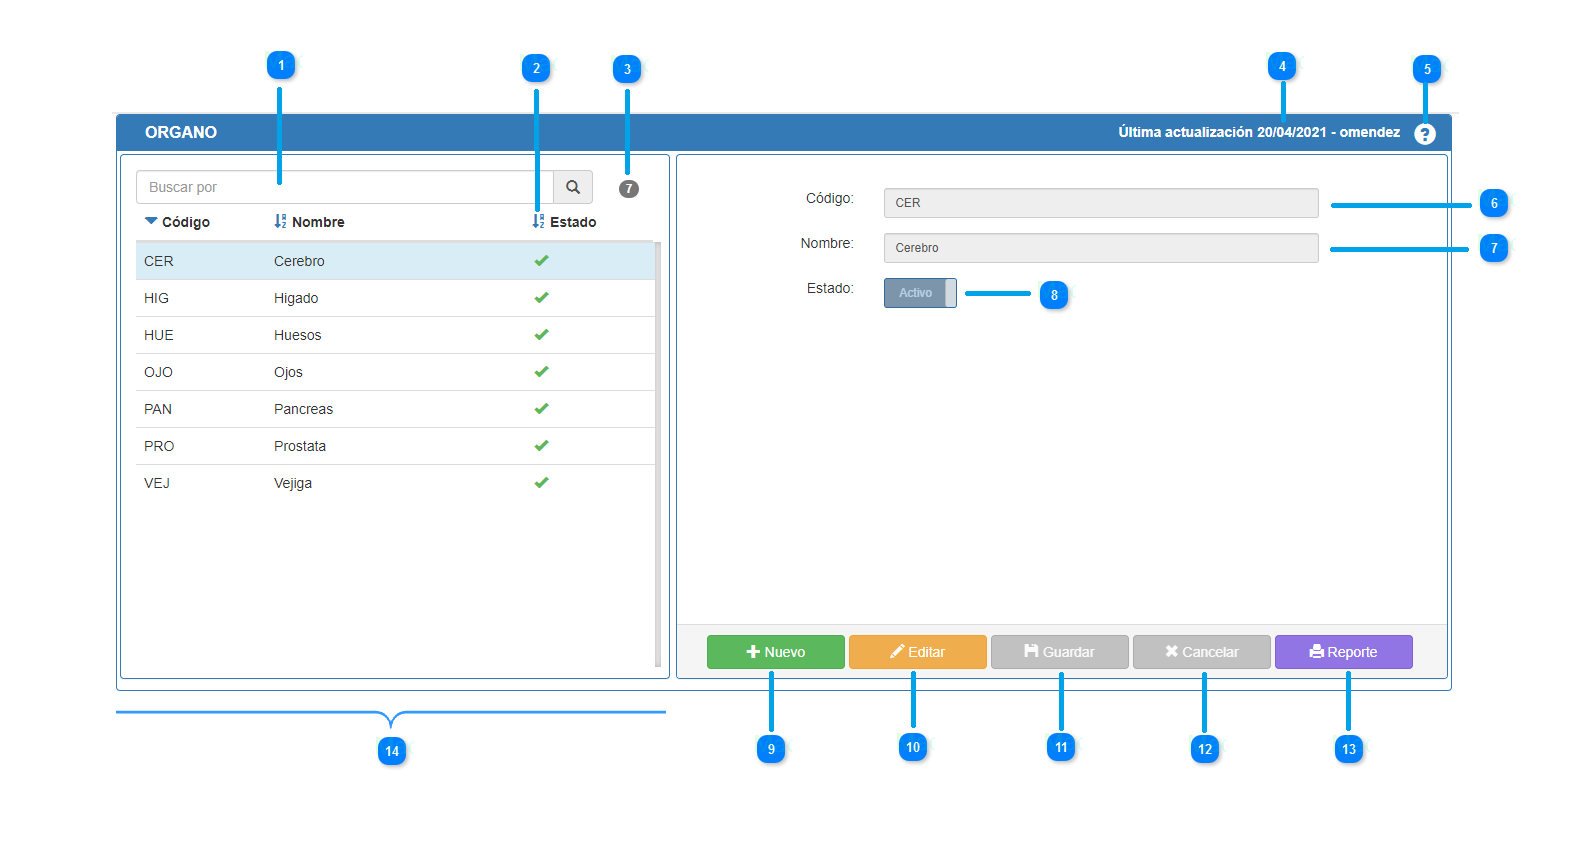 1
2
3
4
5
ORGANO
Última actualización 20/04/2021 - omendez
?
Buscar por
7
Código
Nombre
Estado
CER
Cerebro
HIG
Higado
HUE
Huesos
OJO
Ojos
PAN
Pancreas
PRO
Prostata
VEJ
Vejiga
Código:
CER
6
Nombre:
Cerebro
7
Estado:
Activo
8
Nuevo
Editar
Guardar
Cancelar
Reporte
14
9
10
11
12
13